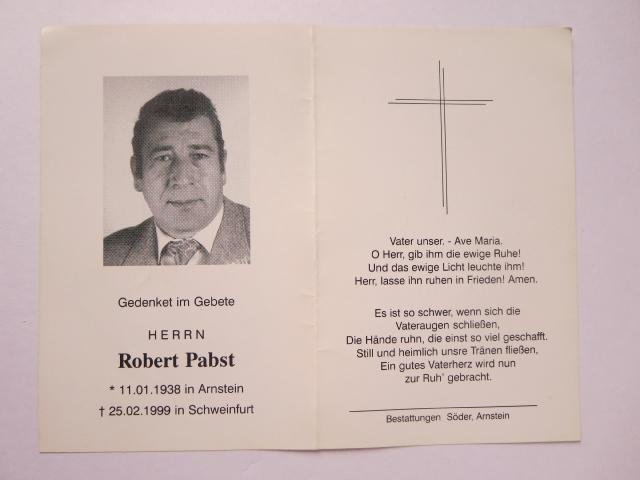 Gedenket im Gebete
HERRN
Robert Pabst
* 11.01.1938 in Arnstein
† 25.02.1999 in Schweinfurt
Vater unser. - Ave Maria.
O Herr, gib ihm die ewige Ruhe!
Und das ewige Licht leuchte ihm!
Herr, lasse ihn ruhen in Frieden! Amen.
Es ist so schwer, wenn sich die
Vateraugen schließen,
Die Hände ruhn, die einst so viel geschafft.
Still und heimlich unsre Tränen fließen,
Ein gutes Vaterherz wird nun
zur Ruh' gebracht.
Bestattungen Söder, Arnstein